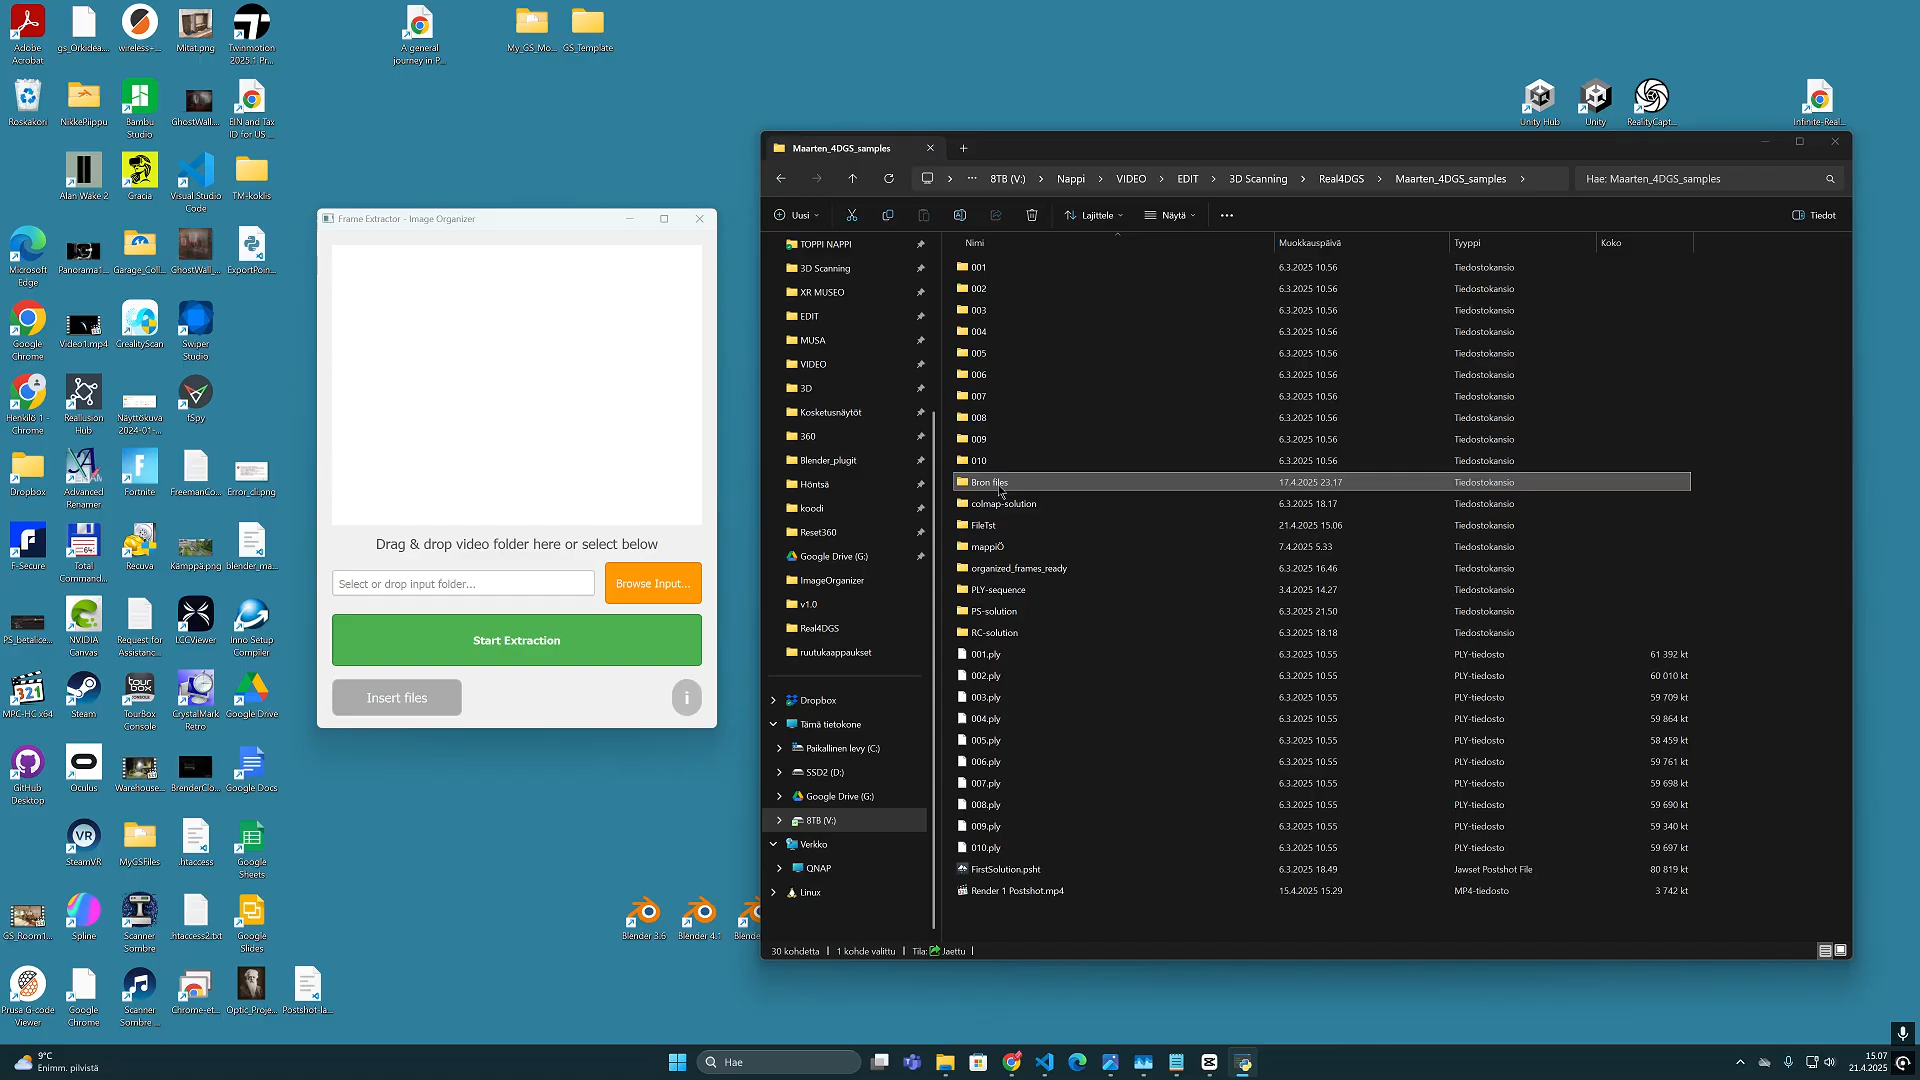 Adobe
Acrobat
gs_Orkidea...
wireless+...
Mitat.png
Twinmotion
2025.1 Pr...
A general
journey in P...
My_GS_Mo...
GS_Template
Roskakori
NikkePiippu
Bambu
Studio
GhostWall...
EIN and Tax
ID for US ...
Unity Hub
Unity
RealityCapt...
Infinite-Real...
Alan Wake 2
Gracia
Visual Studio
Code
TM-koklis
Microsoft
Edge
Panorama1...
Garage_Coll...
GhostWall_...
ExportPoin...
Google
Chrome
Video1.mp4
CrealityScan
Swiper
Studio
Henkilö 1 -
Chrome
Reallusion
Hub
Näyttökuva
2024-01-...
fSpy
Dropbox
Advanced
Renamer
Fortnite
FreemanCo...
Error_cli.png
F-Secure
Total
Command...
Recuva
Kämppä.png
blender_ma...
PS_betalice...
NVIDIA
Canvas
Request for
Assistanc...
LCCViewer
Inno Setup
Compiler
MPC-HC x64
Steam
TourBox
Console
CrystalMark
Retro
Google Drive
GitHub
Desktop
Oculus
Warehouse...
BrenderClo...
Google Docs
SteamVR
MyGSFiles
.htaccess
Google
Sheets
GS_Room1...
Spline
Scanner
Sombre
.htaccess2.txt
Google
Slides
Prusa G-code
Viewer
Google
Chrome
Scanner
Sombre ...
Chrome-et...
Optic_Proje...
Postshot-la...
Blender 3.6
Blender 4.1
Blende
Frame Extractor - Image Organizer
Drag & drop video folder here or select below
Select or drop input folder...
Browse Input...
Start Extraction
Insert files
i
Maarten_4DGS_samples
8TB (V:) > Nappi > VIDEO > EDIT > 3D Scanning > Real4DGS > Maarten_4DGS_samples >
Hae: Maarten_4DGS_samples
Uusi
Lajittele
Näytä
Tiedot
TOPPI NAPPI
3D Scanning
XR MUSEO
EDIT
MUSA
VIDEO
3D
Kosketusnäytöt
360
Blender_plugit
Höntsä
koodi
Reset360
Google Drive (G:)
ImageOrganizer
v1.0
Real4DGS
ruutukaappaukset
Dropbox
Tämä tietokone
Paikallinen levy (C:)
SSD2 (D:)
Google Drive (G:)
8TB (V:)
Verkko
QNAP
Linux
Nimi Muokkauspäivä Tyyppi Koko
001 6.3.2025 10.56 Tiedostokansio
002 6.3.2025 10.56 Tiedostokansio
003 6.3.2025 10.56 Tiedostokansio
004 6.3.2025 10.56 Tiedostokansio
005 6.3.2025 10.56 Tiedostokansio
006 6.3.2025 10.56 Tiedostokansio
007 6.3.2025 10.56 Tiedostokansio
008 6.3.2025 10.56 Tiedostokansio
009 6.3.2025 10.56 Tiedostokansio
010 6.3.2025 10.56 Tiedostokansio
Bron files 17.4.2025 23.17 Tiedostokansio
colmap-solution 6.3.2025 18.17 Tiedostokansio
FileTst 21.4.2025 15.06 Tiedostokansio
mappiÖ 7.4.2025 5.33 Tiedostokansio
organized_frames_ready 6.3.2025 16.46 Tiedostokansio
PLY-sequence 3.4.2025 14.27 Tiedostokansio
PS-solution 6.3.2025 21.50 Tiedostokansio
RC-solution 6.3.2025 18.18 Tiedostokansio
001.ply 6.3.2025 10.55 PLY-tiedosto 61 392 kt
002.ply 6.3.2025 10.55 PLY-tiedosto 60 010 kt
003.ply 6.3.2025 10.55 PLY-tiedosto 59 709 kt
004.ply 6.3.2025 10.55 PLY-tiedosto 59 864 kt
005.ply 6.3.2025 10.55 PLY-tiedosto 58 459 kt
006.ply 6.3.2025 10.55 PLY-tiedosto 59 761 kt
007.ply 6.3.2025 10.55 PLY-tiedosto 59 698 kt
008.ply 6.3.2025 10.55 PLY-tiedosto 59 690 kt
009.ply 6.3.2025 10.55 PLY-tiedosto 59 340 kt
010.ply 6.3.2025 10.55 PLY-tiedosto 59 697 kt
FirstSolution.psht 6.3.2025 18.49 Jawset Postshot File 80 819 kt
Render 1 Postshot.mp4 15.4.2025 15.29 MP4-tiedosto 3 742 kt
30 kohdetta | 1 kohde valittu | Tila: Jaettu |
9°C
Enimm. pilvistä
Hae
15.07
21.4.2025